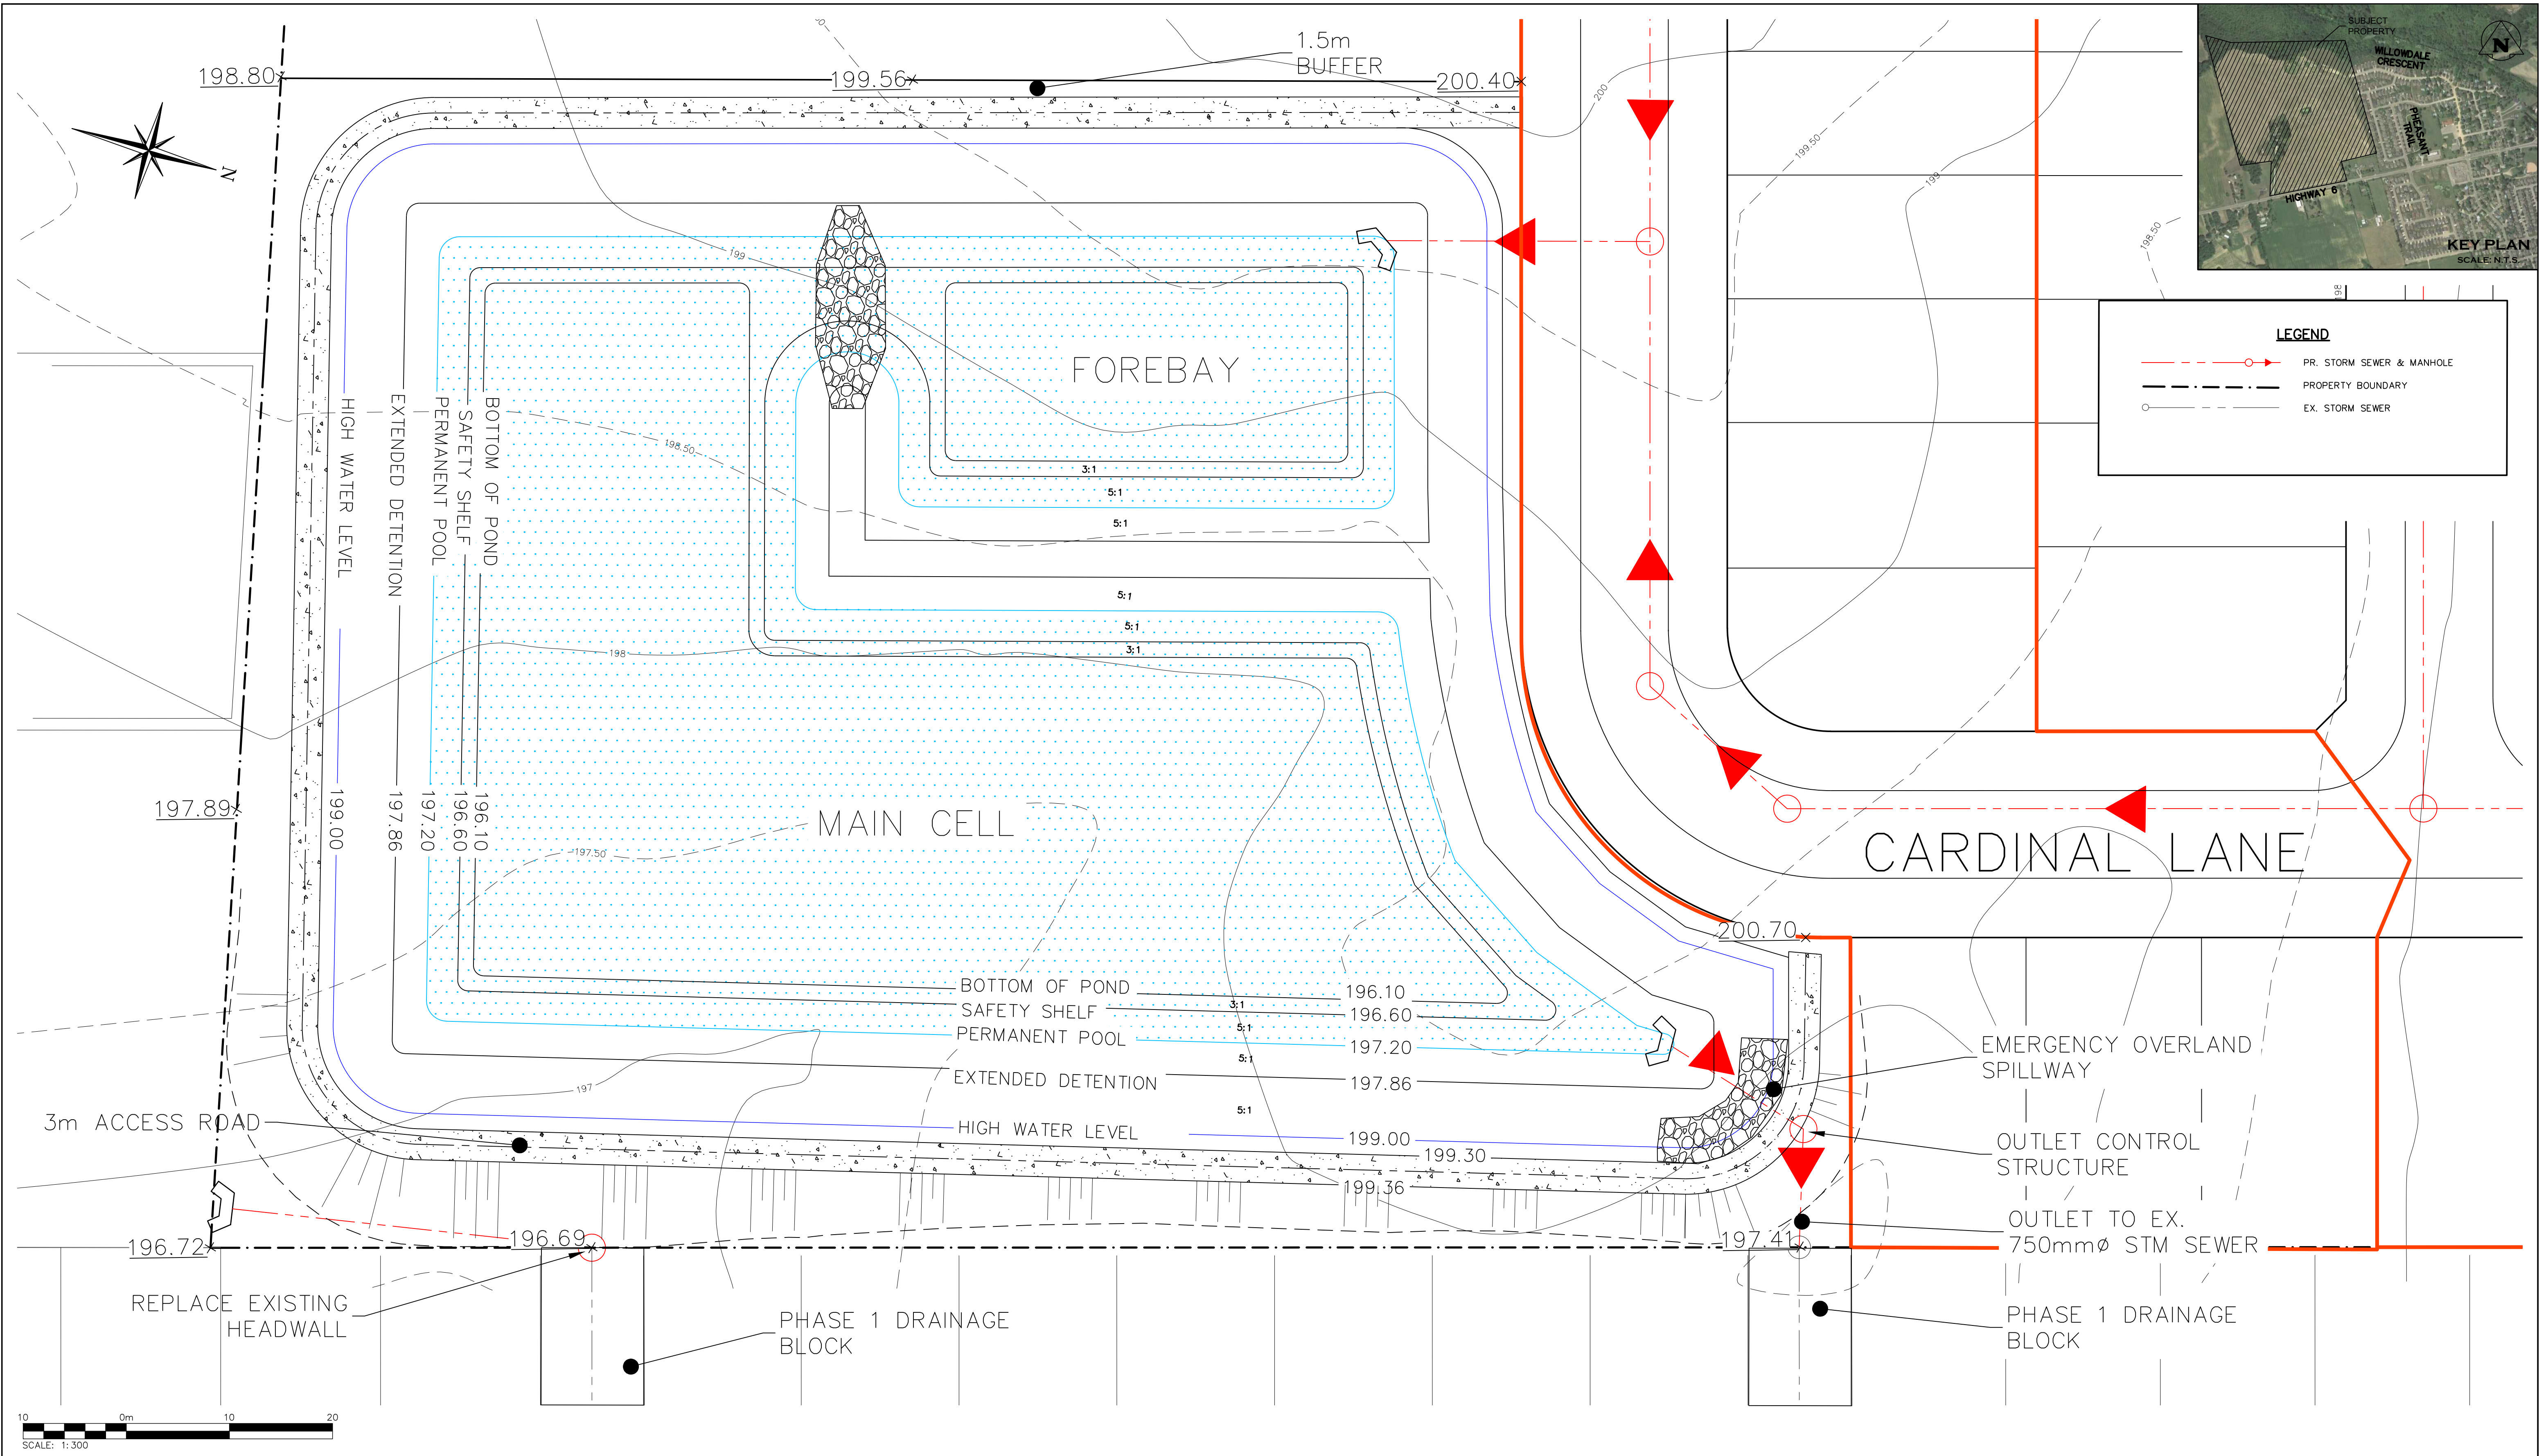 198.80
199.56
1.5m
BUFFER
200.40
N
200
199.50
199
198.50
198
SUBJECT
PROPERTY
N
WILLOWDALE
CRESCENT
PHEASANT
TRAIL
HIGHWAY 6
KEY PLAN
SCALE: N.T.S.
LEGEND
PR. STORM SEWER & MANHOLE
PROPERTY BOUNDARY
EX. STORM SEWER
199
FOREBAY
HIGH WATER LEVEL
EXTENDED DETENTION
PERMANENT POOL
SAFETY SHELF
BOTTOM OF POND
198.50
3:1
5:1
5:1
5:1
5:1
3:1
198
197.89
199.00
197.86
197.20
196.60
196.10
MAIN CELL
197.50
CARDINAL LANE
200.70
BOTTOM OF POND
196.10
3:1
SAFETY SHELF
196.60
5:1
PERMANENT POOL
197.20
5:1
EXTENDED DETENTION
197.86
197
5:1
HIGH WATER LEVEL
199.00
199.30
199.36
3m ACCESS ROAD
EMERGENCY OVERLAND
SPILLWAY
OUTLET CONTROL
STRUCTURE
OUTLET TO EX.
750mmØ STM SEWER
196.72
196.69
197.41
REPLACE EXISTING
HEADWALL
PHASE 1 DRAINAGE
BLOCK
PHASE 1 DRAINAGE
BLOCK
10 0m 10 20
SCALE: 1:300